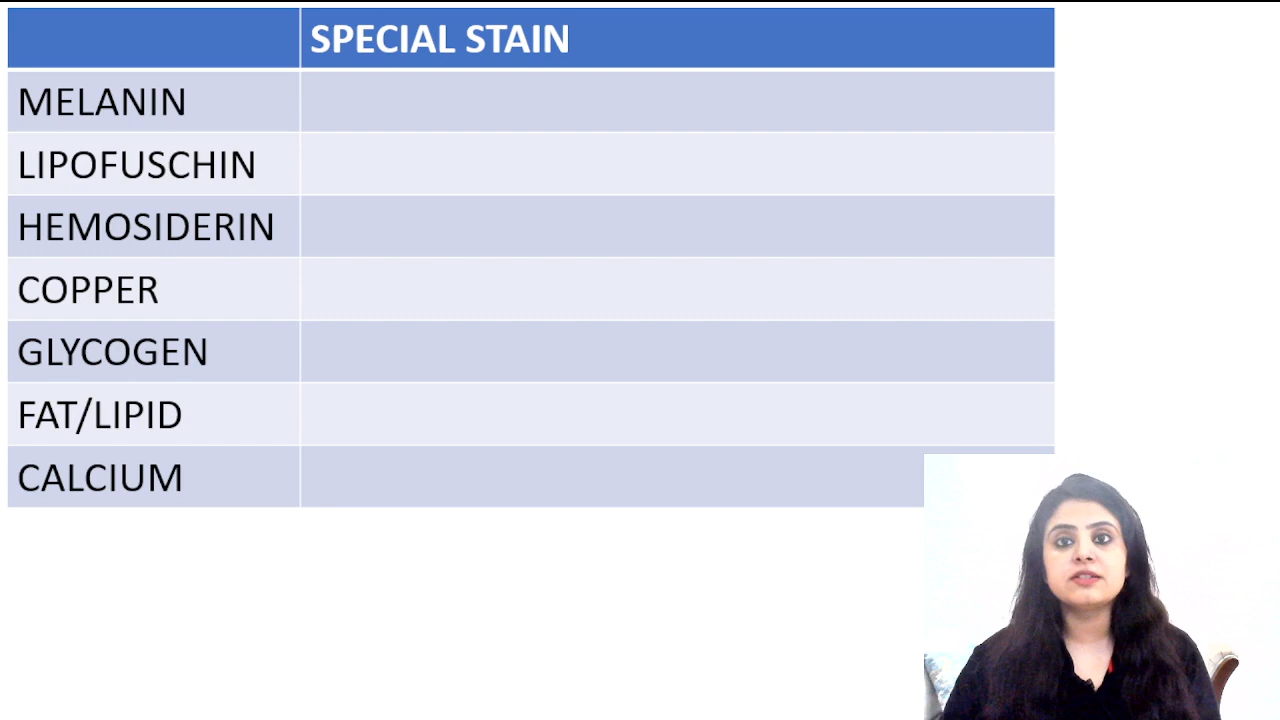 SPECIAL STAIN
MELANIN
LIPOFUSCHIN
HEMOSIDERIN
COPPER
GLYCOGEN
FAT/LIPID
CALCIUM